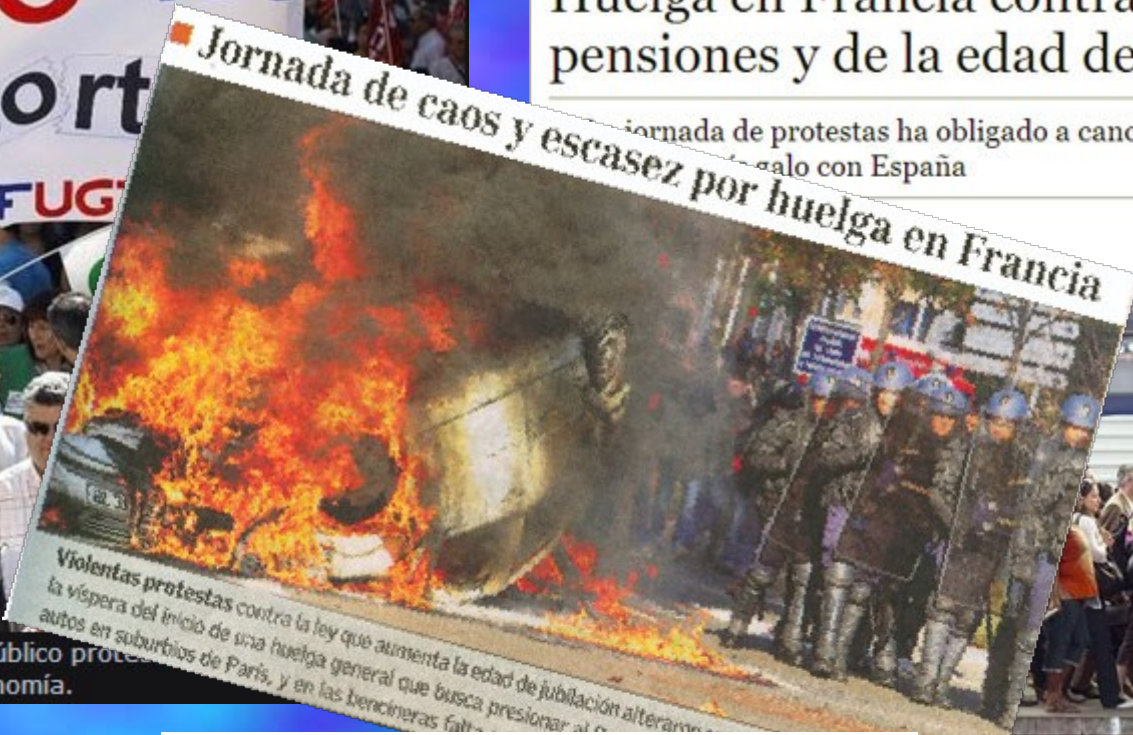 ort
UGT
Huelga en Francia contra
pensiones y de la edad de
jornada de protestas ha obligado a canc
galo con España
Jornada de caos y escasez por huelga en Francia
Violentas protestas contra la ley que aumenta la edad de jubilación alteraron
la víspera del inicio de una huelga general que busca presionar al
autos en suburbios de París, y en las bencineras falta
úblico prote
nomía.